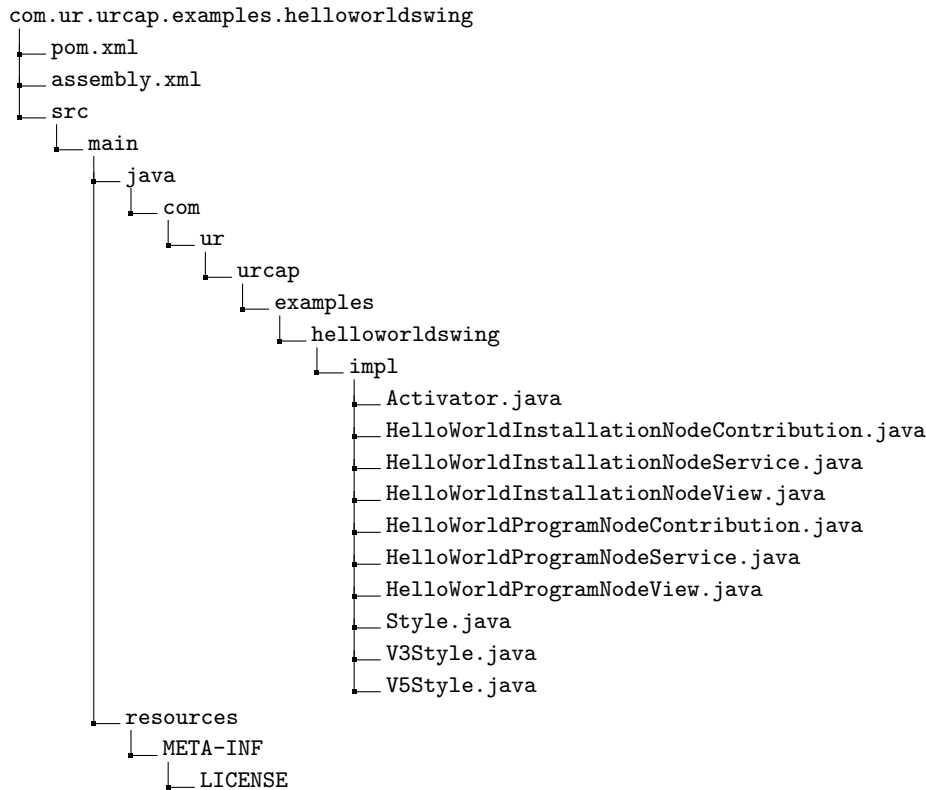 com.ur.urcap.examples.helloworldswing
pom.xml
assembly.xml
src
main
java
com
ur
urcap
examples
helloworldswing
impl
Activator.java
HelloWorldInstallationNodeContribution.java
HelloWorldInstallationNodeService.java
HelloWorldInstallationNodeView.java
HelloWorldProgramNodeContribution.java
HelloWorldProgramNodeService.java
HelloWorldProgramNodeView.java
Style.java
V3Style.java
V5Style.java
resources
META-INF
LICENSE